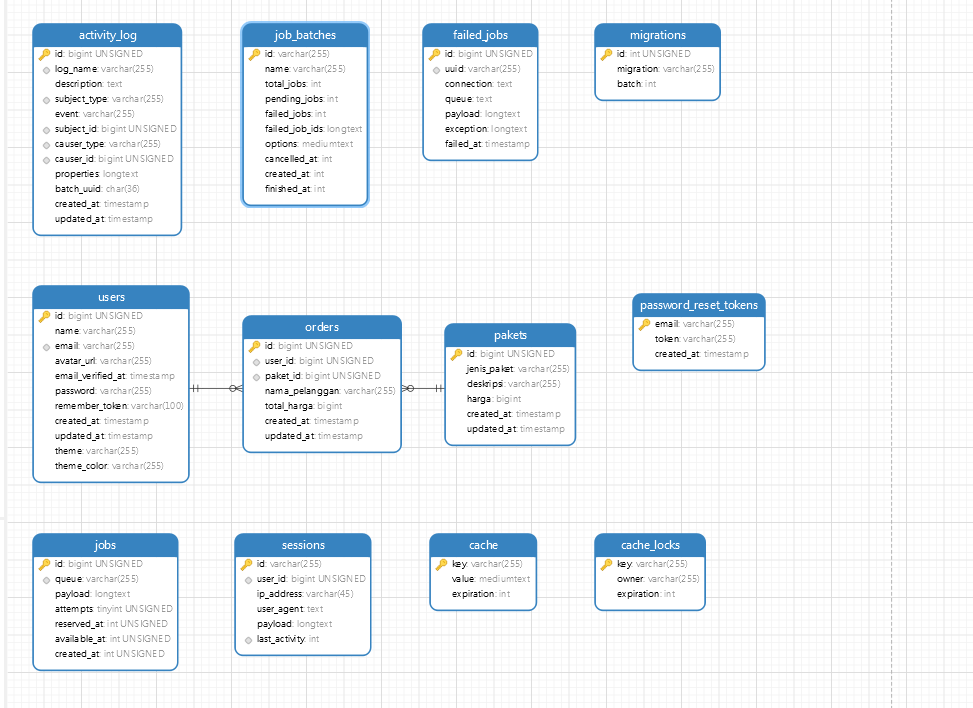 activity_log
id: bigint UNSIGNED
log_name: varchar(255)
description: text
subject_type: varchar(255)
event: varchar(255)
subject_id: bigint UNSIGNED
causer_type: varchar(255)
causer_id: bigint UNSIGNED
properties: longtext
batch_uuid: char(36)
created_at: timestamp
updated_at: timestamp
job_batches
id: varchar(255)
name: varchar(255)
total_jobs: int
pending_jobs: int
failed_jobs: int
failed_job_ids: longtext
options: mediumtext
cancelled_at: int
created_at: int
finished_at: int
failed_jobs
id: bigint UNSIGNED
uuid: varchar(255)
connection: text
queue: text
payload: longtext
exception: longtext
failed_at: timestamp
migrations
id: int UNSIGNED
migration: varchar(255)
batch: int
users
id: bigint UNSIGNED
name: varchar(255)
email: varchar(255)
avatar_url: varchar(255)
email_verified_at: timestamp
password: varchar(255)
remember_token: varchar(100)
created_at: timestamp
updated_at: timestamp
theme: varchar(255)
theme_color: varchar(255)
orders
id: bigint UNSIGNED
user_id: bigint UNSIGNED
paket_id: bigint UNSIGNED
nama_pelanggan: varchar(255)
total_harga: bigint
created_at: timestamp
updated_at: timestamp
pakets
id: bigint UNSIGNED
jenis_paket: varchar(255)
deskripsi: varchar(255)
harga: bigint
created_at: timestamp
updated_at: timestamp
password_reset_tokens
email: varchar(255)
token: varchar(255)
created_at: timestamp
jobs
id: bigint UNSIGNED
queue: varchar(255)
payload: longtext
attempts: tinyint UNSIGNED
reserved_at: int UNSIGNED
available_at: int UNSIGNED
created_at: int UNSIGNED
sessions
id: varchar(255)
user_id: bigint UNSIGNED
ip_address: varchar(45)
user_agent: text
payload: longtext
last_activity: int
cache
key: varchar(255)
value: mediumtext
expiration: int
cache_locks
key: varchar(255)
owner: varchar(255)
expiration: int